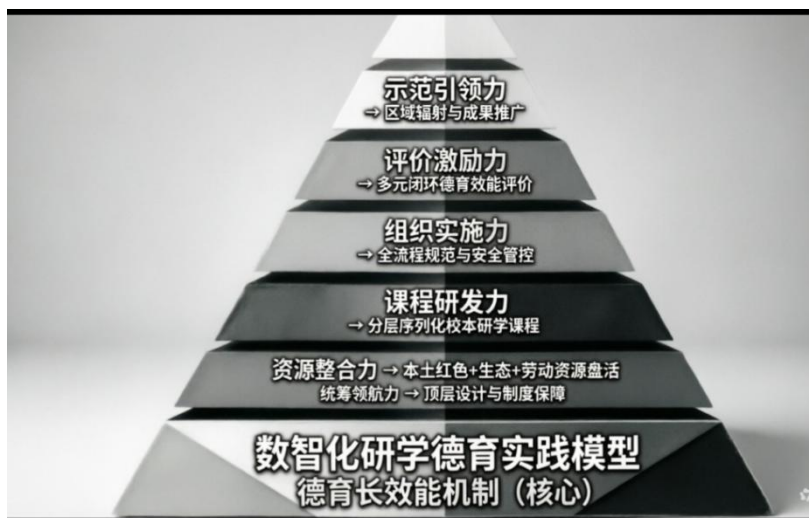 示范引领力
→ 区域辐射与成果推广
评价激励力
→ 多元闭环德育效能评价
组织实施力
→ 全流程规范与安全管控
课程研发力
→ 分层序列化校本研学课程
资源整合力 → 本土红色+生态+劳动资源盘活
统筹领航力 → 顶层设计与制度保障
数智化研学德育实践模型
德育长效能机制（核心）